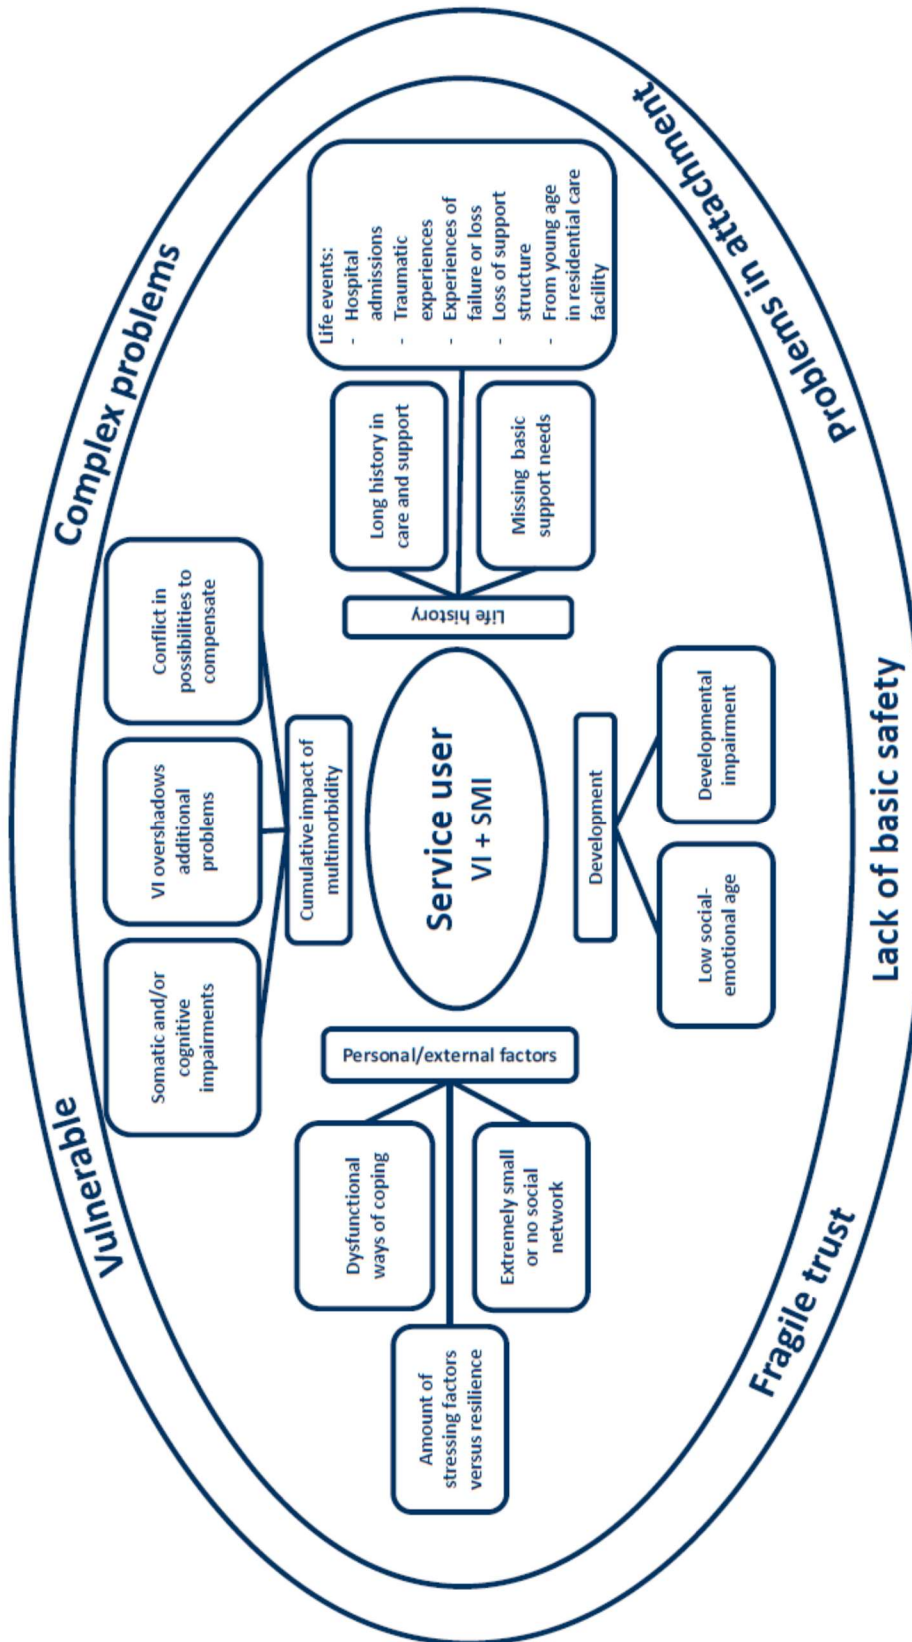 Vulnerable
Complex problems
Somatic and/or
cognitive
impairments
VI overshadows
additional
problems
Conflict in
possibilities to
compensate
Cumulative impact of
multimorbidity
Amount of
stressing factors
versus resilience
Dysfunctional
ways of coping
Extremely small
or no social
network
Personal/external factors
Service user
VI + SMI
Life history
Long history in
care and support
Missing basic
support needs
Life events:
- Hospital
admissions
- Traumatic
experiences
- Experiences of
failure or loss
- Loss of support
structure
- From young age
in residential care
facility
Development
Low social-
emotional age
Developmental
impairment
Fragile trust
Lack of basic safety
Problems in attachment